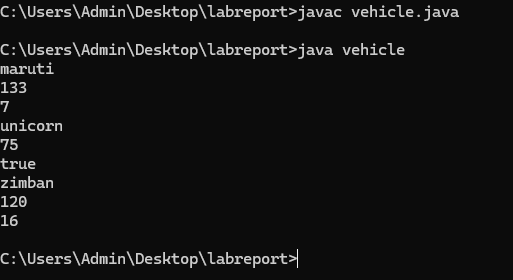 C:\Users\Admin\Desktop\labreport>javac vehicle.java
C:\Users\Admin\Desktop\labreport>java vehicle
maruti
133
7
unicorn
75
true
zimban
120
16
C:\Users\Admin\Desktop\labreport>